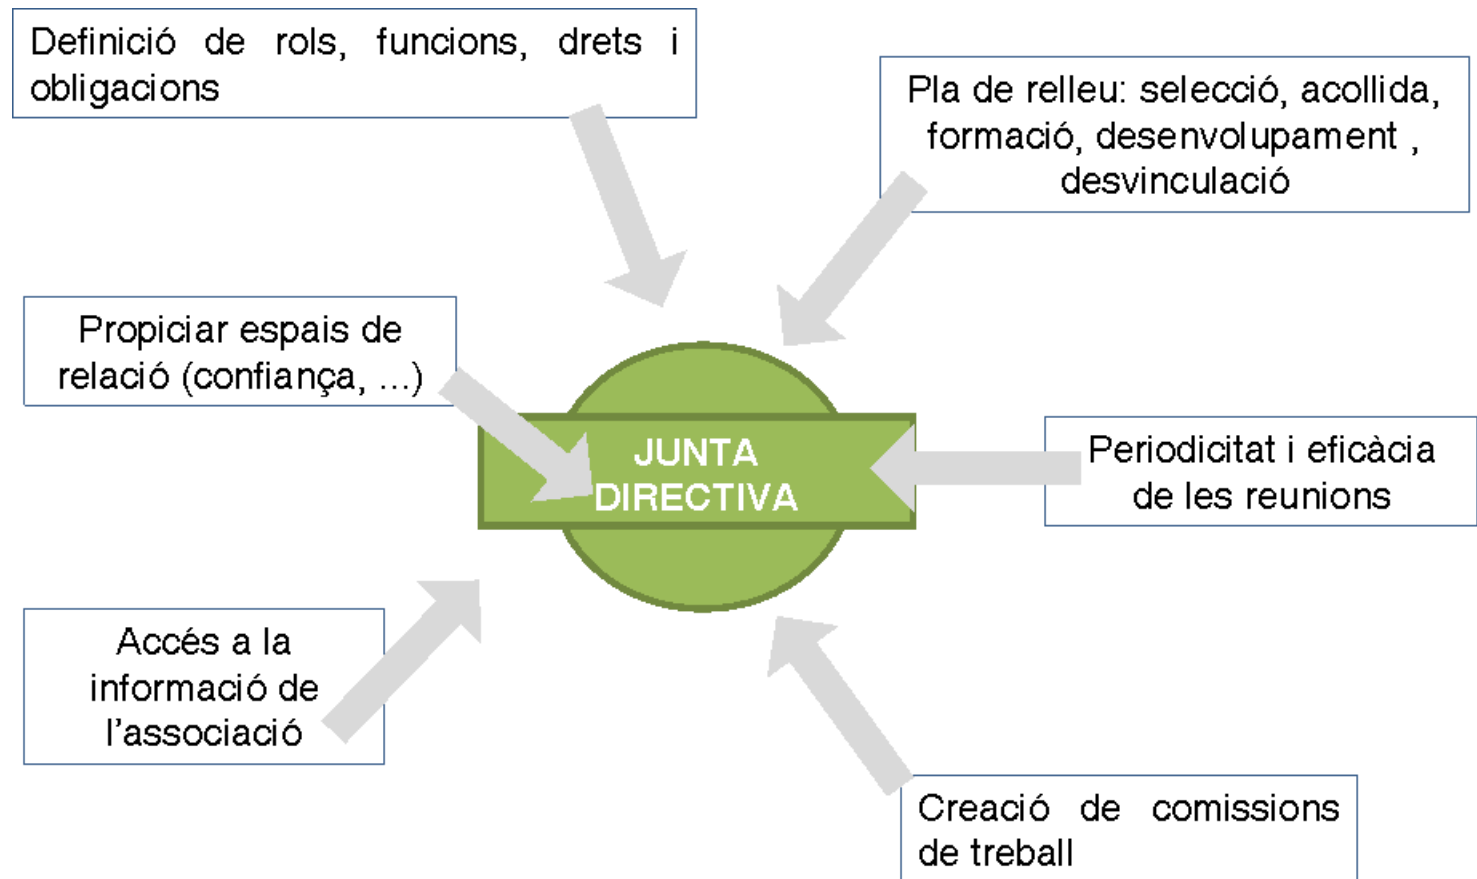 Definició de rols, funcions, drets i
obligacions
Pla de relleu: selecció, acollida,
formació, desenvolupament ,
desvinculació
Propiciar espais de
relació (confiança, ...)
JUNTA
DIRECTIVA
Periodicitat i eficàcia
de les reunions
Accés a la
informació de
l'associació
Creació de comissions
de treball